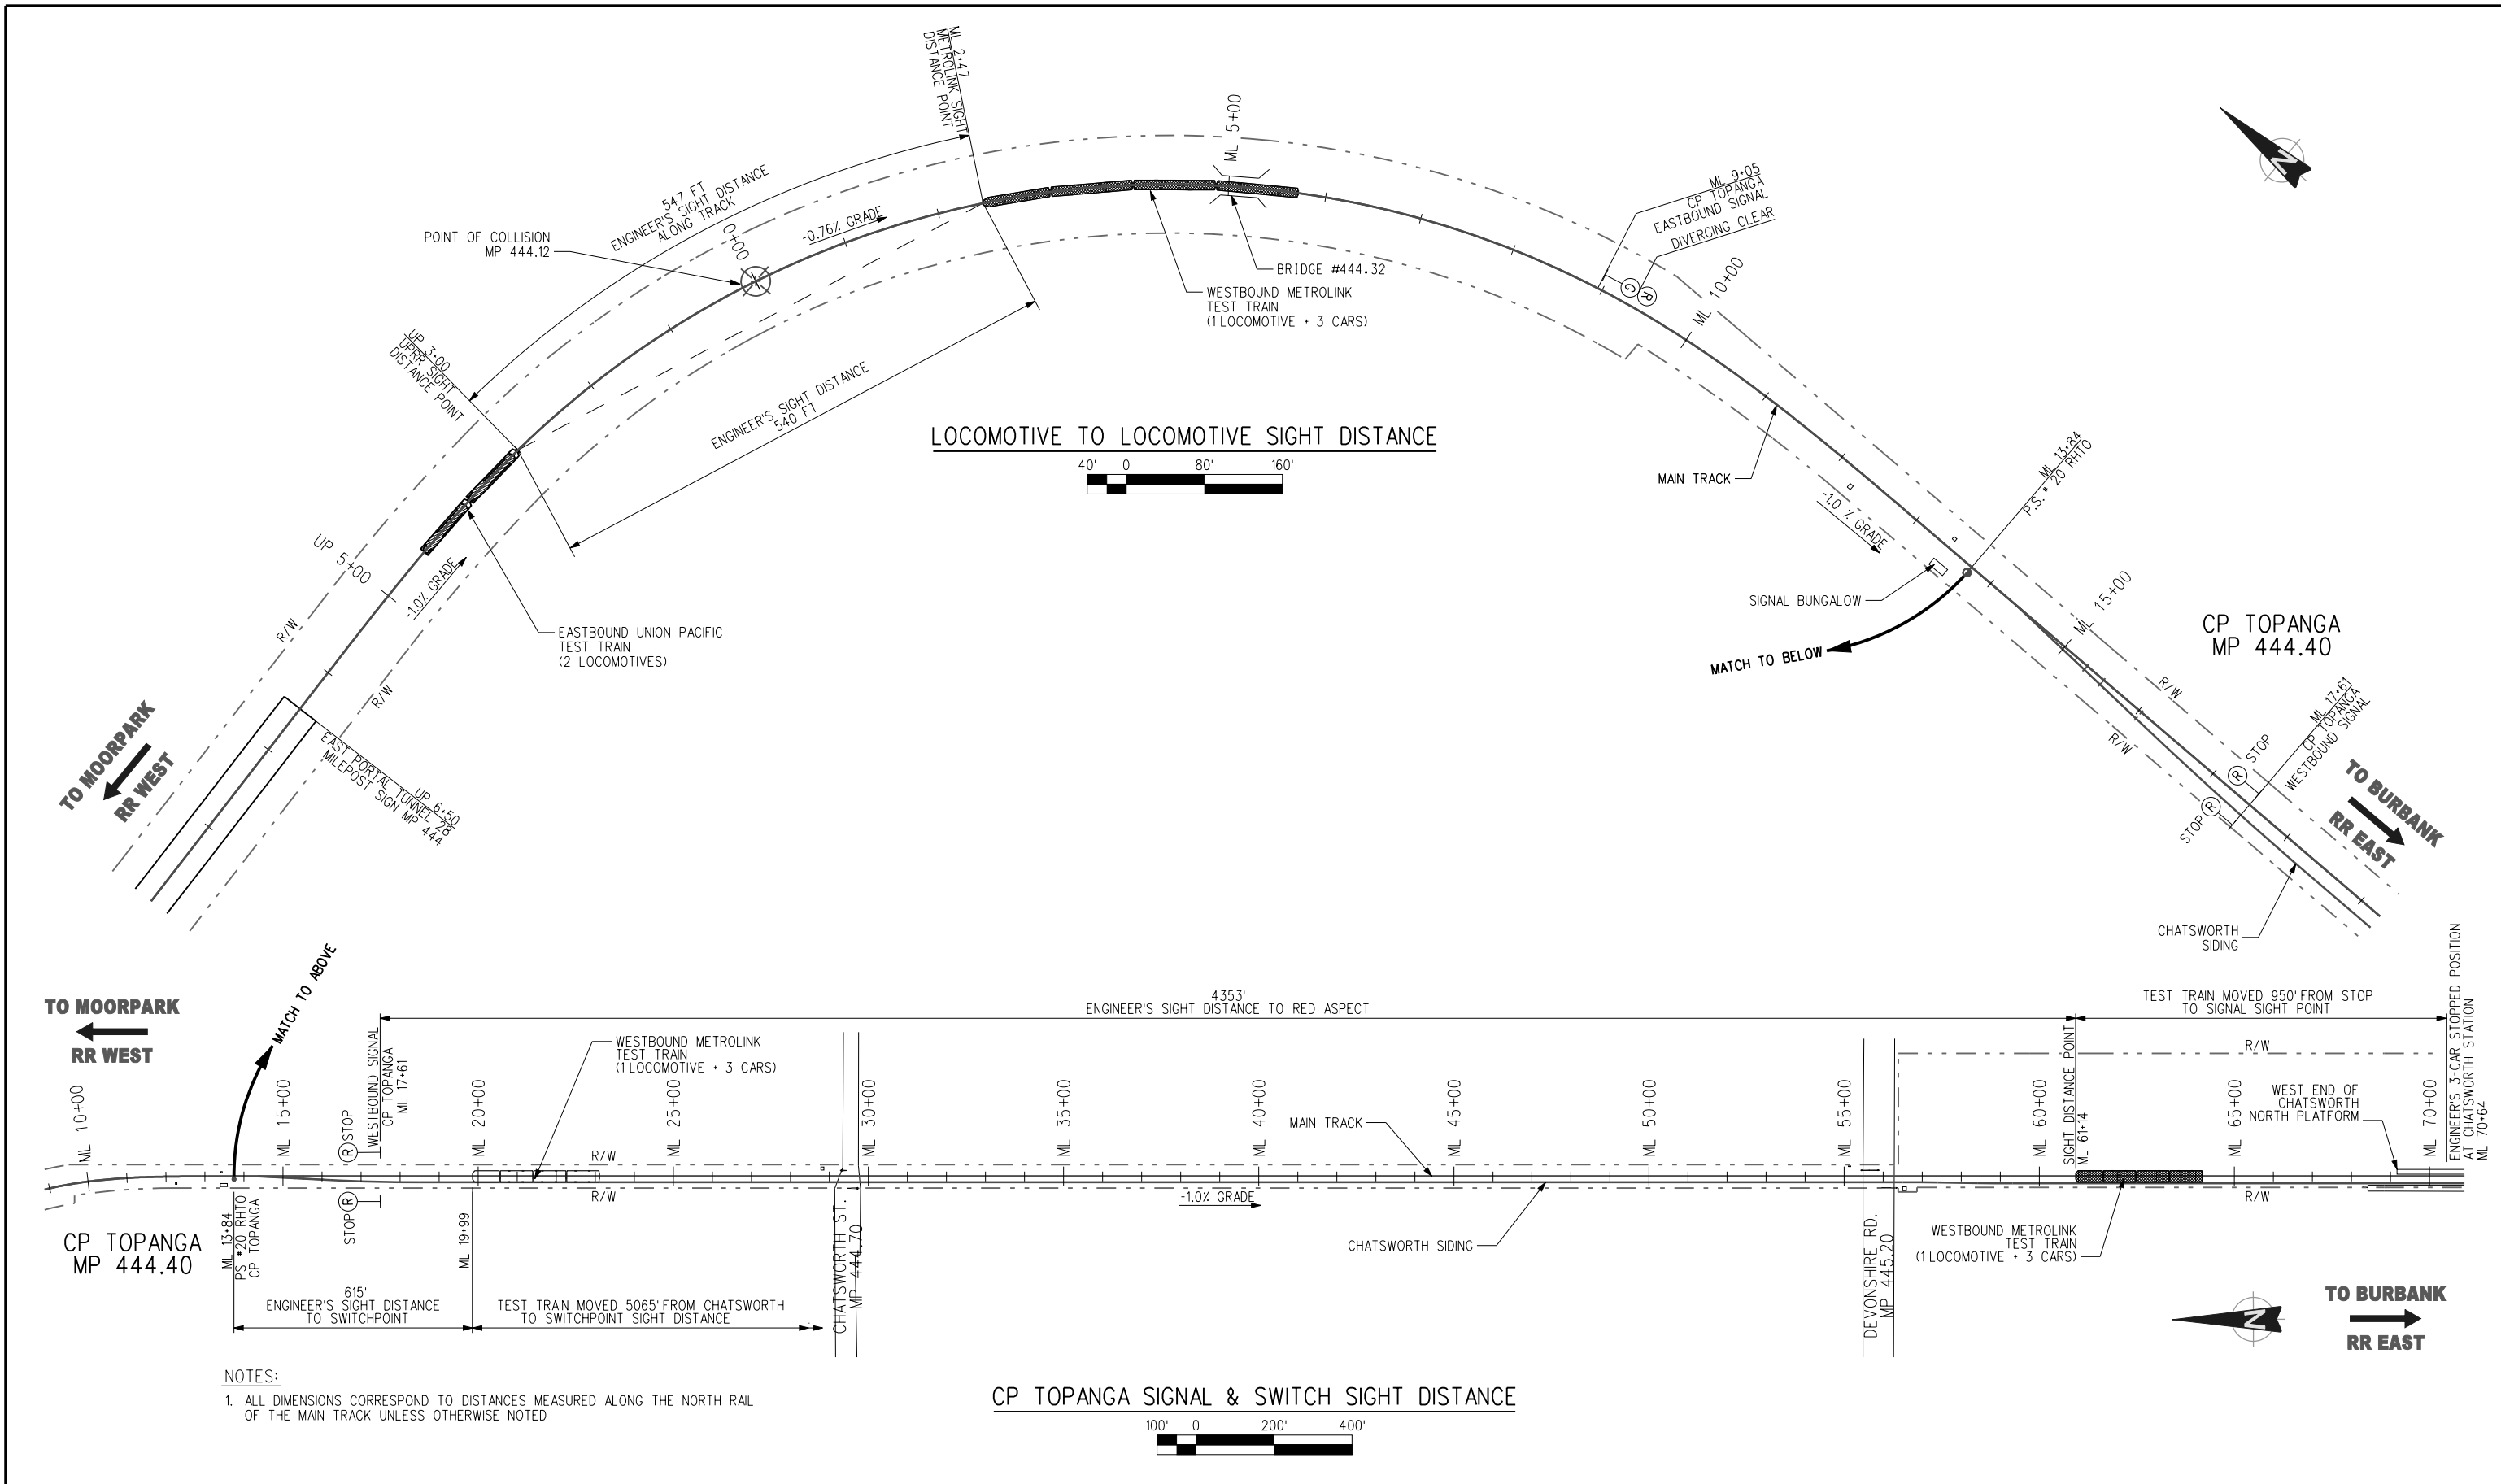 ML 2+47
METROLINK SIGHT
DISTANCE POINT
547 FT
ENGINEER'S SIGHT DISTANCE
ALONG TRACK
POINT OF COLLISION
MP 444.12
0+00
-0.76% GRADE
ML 5+00
BRIDGE #444.32
WESTBOUND METROLINK
TEST TRAIN
(1 LOCOMOTIVE + 3 CARS)
ML 9+05
CP TOPANGA
EASTBOUND SIGNAL
DIVERGING CLEAR
G
R
ML 10+00
N
UP 3+00
UPRR SIGHT
DISTANCE POINT
ENGINEER'S SIGHT DISTANCE
540 FT
LOCOMOTIVE TO LOCOMOTIVE SIGHT DISTANCE
40' 0 80' 160'
MAIN TRACK
-1.0 % GRADE
ML 13+84
P.S. # 20 RHTO
SIGNAL BUNGALOW
MATCH TO BELOW
ML 15+00
CP TOPANGA
MP 444.40
R/W
R/W
UP 5+00
-1.0% GRADE
R/W
R/W
EASTBOUND UNION PACIFIC
TEST TRAIN
(2 LOCOMOTIVES)
TO MOORPARK
RR WEST
UP 6+50
EAST PORTAL TUNNEL 28
MILEPOST SIGN MP 444
ML 17+61
CP TOPANGA
WESTBOUND SIGNAL
R STOP
STOP R
TO BURBANK
RR EAST
CHATSWORTH
SIDING
TO MOORPARK
RR WEST
MATCH TO ABOVE
4353'
ENGINEER'S SIGHT DISTANCE TO RED ASPECT
TEST TRAIN MOVED 950' FROM STOP
TO SIGNAL SIGHT POINT
ENGINEER'S 3-CAR STOPPED POSITION
AT CHATSWORTH STATION
ML 70+64
WESTBOUND SIGNAL
CP TOPANGA
ML 17+61
WESTBOUND METROLINK
TEST TRAIN
(1 LOCOMOTIVE + 3 CARS)
R/W
WEST END OF
CHATSWORTH
NORTH PLATFORM
SIGHT DISTANCE POINT
ML 61+14
ML 10+00
ML 15+00
ML 20+00
ML 25+00
ML 30+00
ML 35+00
ML 40+00
ML 45+00
ML 50+00
ML 55+00
ML 60+00
ML 65+00
ML 70+00
R STOP
STOP R
MAIN TRACK
R/W
R/W
R/W
-1.0% GRADE
CP TOPANGA
MP 444.40
ML 13+84
PS #20 RHTO
CP TOPANGA
ML 19+99
CHATSWORTH ST.
MP 444.70
CHATSWORTH SIDING
DEVONSHIRE RD.
MP 445.20
WESTBOUND METROLINK
TEST TRAIN
(1 LOCOMOTIVE + 3 CARS)
615'
ENGINEER'S SIGHT DISTANCE
TO SWITCHPOINT
TEST TRAIN MOVED 5065' FROM CHATSWORTH
TO SWITCHPOINT SIGHT DISTANCE
N
TO BURBANK
RR EAST
NOTES:
1. ALL DIMENSIONS CORRESPOND TO DISTANCES MEASURED ALONG THE NORTH RAIL
OF THE MAIN TRACK UNLESS OTHERWISE NOTED
CP TOPANGA SIGNAL & SWITCH SIGHT DISTANCE
100' 0 200' 400'